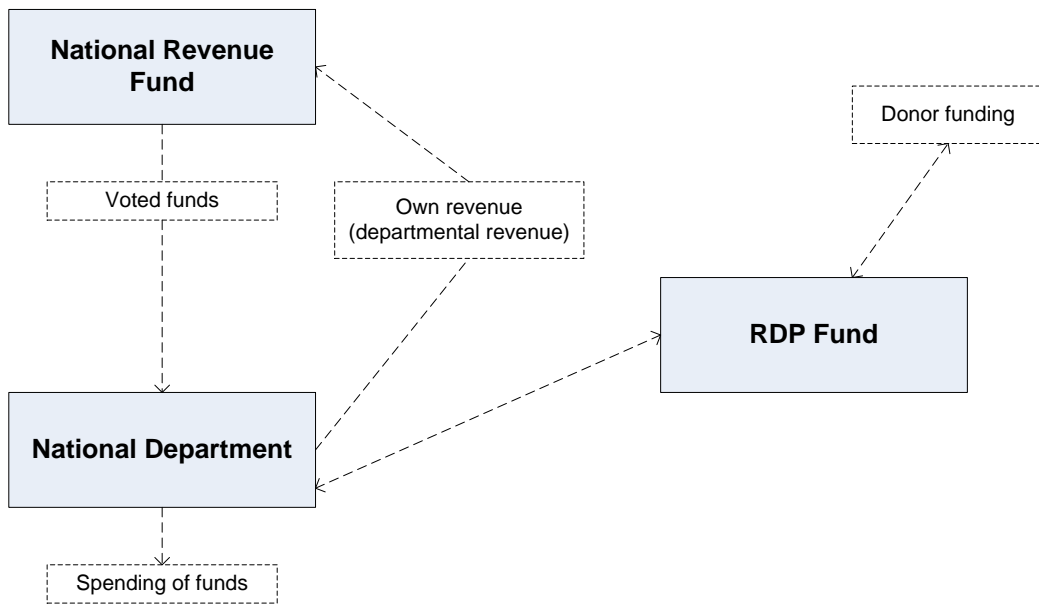 National Revenue
Fund
Donor funding
Voted funds
Own revenue
(departmental revenue)
RDP Fund
National Department
Spending of funds